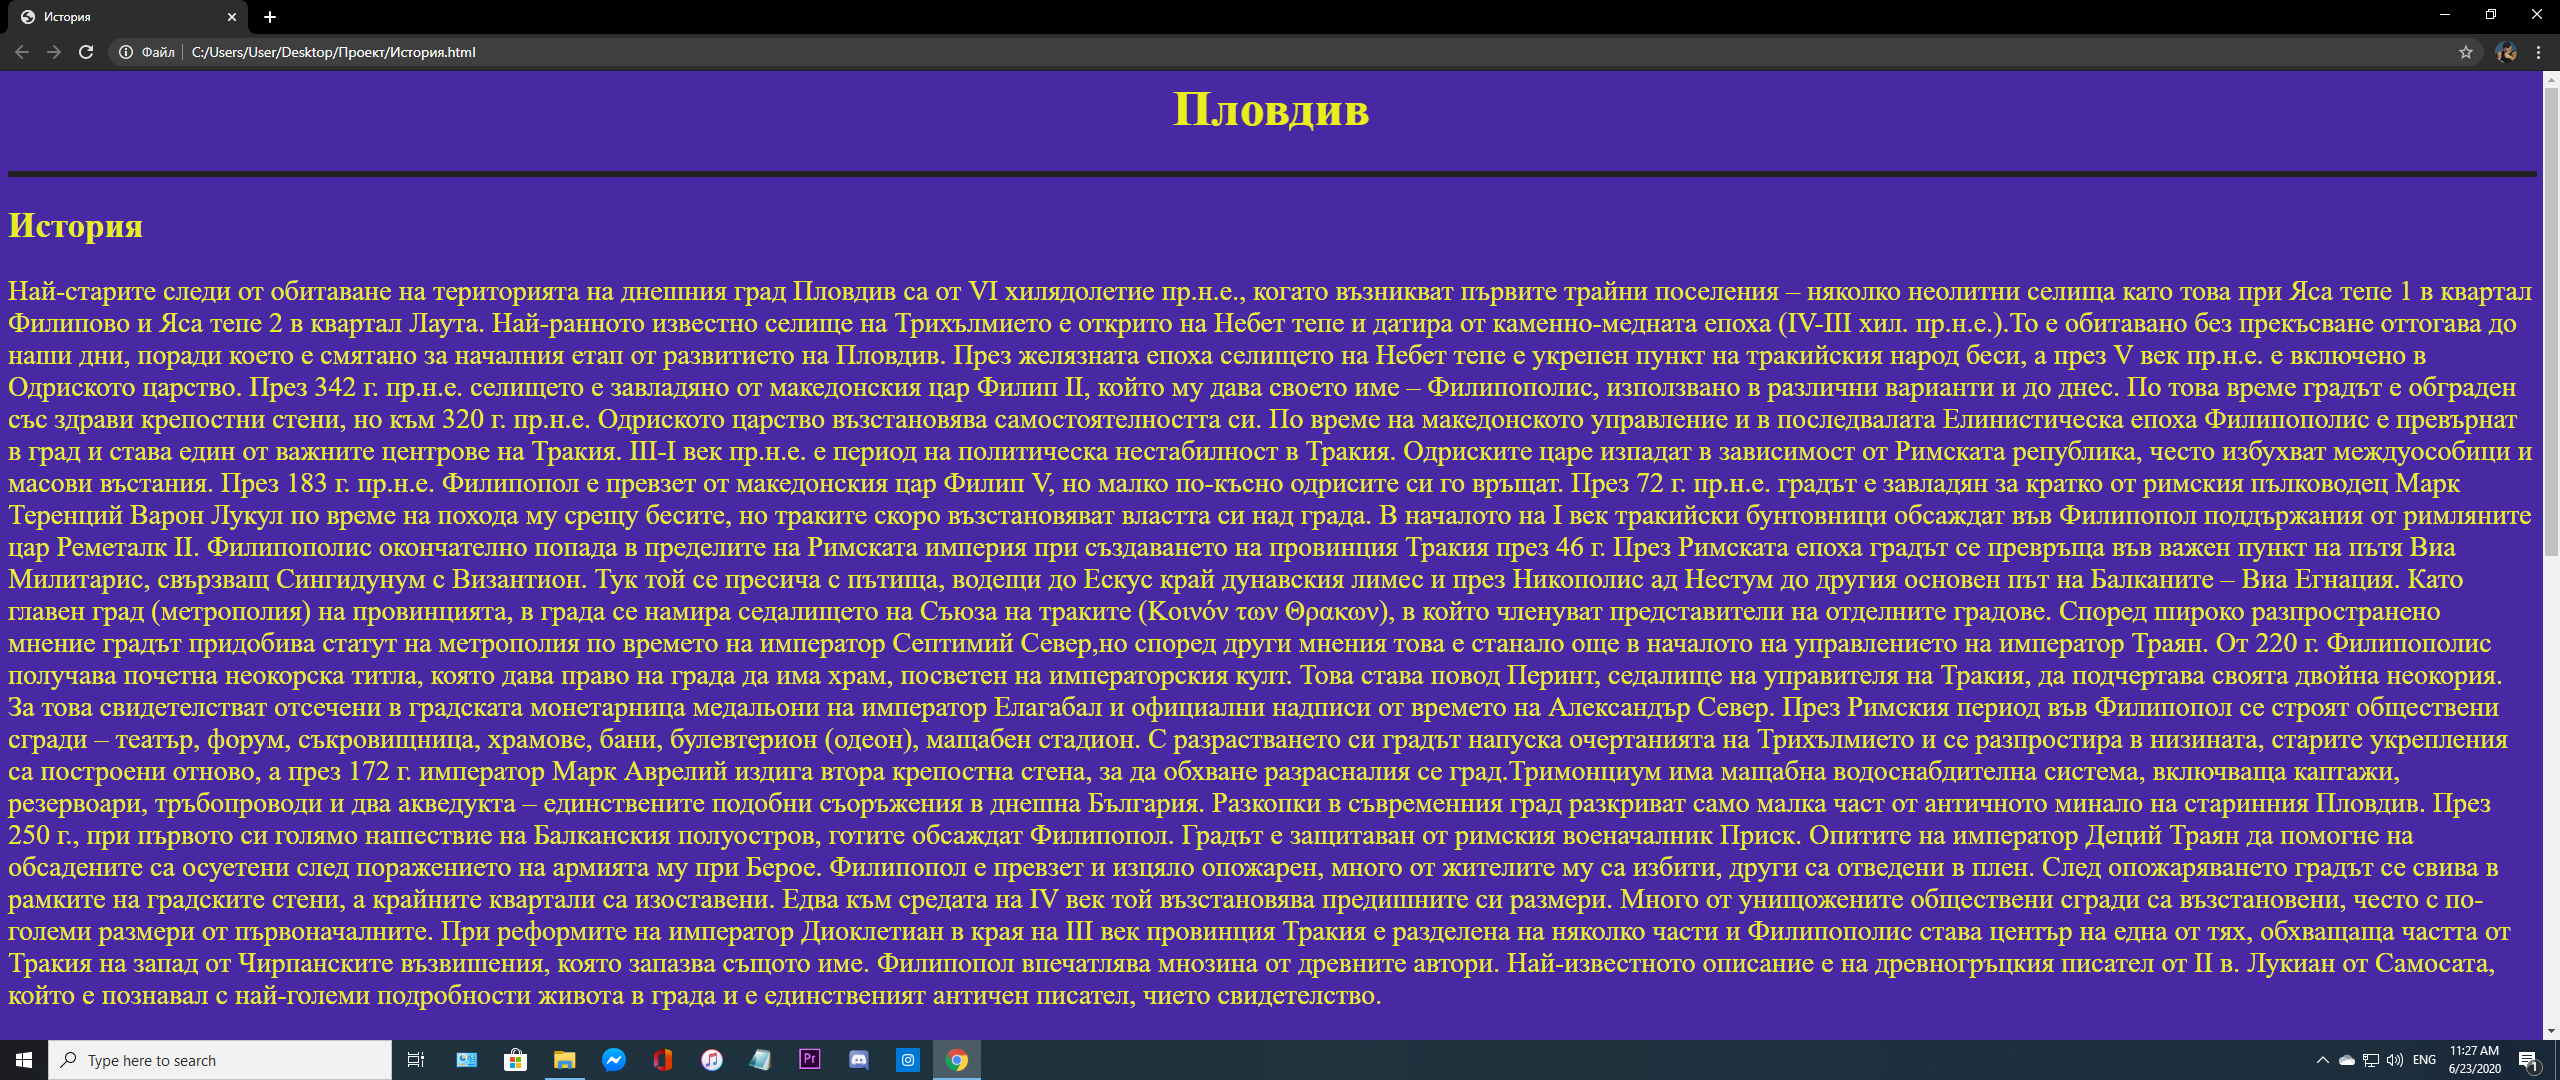 История
Файл
C:/Users/User/Desktop/Проект/История.html
Пловдив
История
Най-старите следи от обитаване на територията на днешния град Пловдив са от VI хилядолетие пр.н.е., когато възникват първите трайни поселения – няколко неолитни селища като това при Яса тепе 1 в квартал
Филипово и Яса тепе 2 в квартал Лаута. Най-ранното известно селище на Трихълмието е открито на Небет тепе и датира от каменно-медната епоха (IV-III хил. пр.н.е.).То е обитавано без прекъсване оттогава до
наши дни, поради което е смятано за началния етап от развитието на Пловдив. През желязната епоха селището на Небет тепе е укрепен пункт на тракийския народ беси, а през V век пр.н.е. е включено в
Одриското царство. През 342 г. пр.н.е. селището е завладяно от македонския цар Филип II, който му дава своето име – Филипополис, използвано в различни варианти и до днес. По това време градът е обграден
със здрави крепостни стени, но към 320 г. пр.н.е. Одриското царство възстановява самостоятелността си. По време на македонското управление и в последвалата Елинистическа епоха Филипополис е превърнат
в град и става един от важните центрове на Тракия. III-I век пр.н.е. е период на политическа нестабилност в Тракия. Одриските царе изпадат в зависимост от Римската република, често избухват междуособици и
масови въстания. През 183 г. пр.н.е. Филипопол е превзет от македонския цар Филип V, но малко по-късно одрисите си го връщат. През 72 г. пр.н.е. градът е завладян за кратко от римския пълководец Марк
Теренций Варон Лукул по време на похода му срещу бесите, но траките скоро възстановяват властта си над града. В началото на I век тракийски бунтовници обсаждат във Филипопол поддържания от римляните
цар Реметалк II. Филипополис окончателно попада в пределите на Римската империя при създаването на провинция Тракия през 46 г. През Римската епоха градът се превръща във важен пункт на пътя Виа
Милитарис, свързващ Сингидунум с Византион. Тук той се пресича с пътища, водещи до Ескус край дунавския лимес и през Никополис ад Нестум до другия основен път на Балканите – Виа Егнация. Като
главен град (метрополия) на провинцията, в града се намира седалището на Съюза на траките (Κοινόν των Θρακων), в който членуват представители на отделните градове. Според широко разпространено
мнение градът придобива статут на метрополия по времето на император Септимий Север,но според други мнения това е станало още в началото на управлението на император Траян. От 220 г. Филипополис
получава почетна неокорска титла, която дава право на града да има храм, посветен на императорския култ. Това става повод Перинт, седалище на управителя на Тракия, да подчертава своята двойна неокория.
За това свидетелстват отсечени в градската монетарница медальони на император Елагабал и официални надписи от времето на Александър Север. През Римския период във Филипопол се строят обществени
сгради – театър, форум, съкровищница, храмове, бани, булевтерион (одеон), мащабен стадион. С разрастването си градът напуска очертанията на Трихълмието и се разпростира в низината, старите укрепления
са построени отново, а през 172 г. император Марк Аврелий издига втора крепостна стена, за да обхване разрасналия се град.Тримонциум има мащабна водоснабдителна система, включваща каптажи,
резервоари, тръбопроводи и два акведукта – единствените подобни съоръжения в днешна България. Разкопки в съвременния град разкриват само малка част от античното минало на старинния Пловдив. През
250 г., при първото си голямо нашествие на Балканския полуостров, готите обсаждат Филипопол. Градът е защитаван от римския военачалник Приск. Опитите на император Деций Траян да помогне на
обсадените са осуетени след поражението на армията му при Берое. Филипопол е превзет и изцяло опожарен, много от жителите му са избити, други са отведени в плен. След опожаряването градът се свива в
рамките на градските стени, а крайните квартали са изоставени. Едва към средата на IV век той възстановява предишните си размери. Много от унищожените обществени сгради са възстановени, често с по-
големи размери от първоначалните. При реформите на император Диоклетиан в края на III век провинция Тракия е разделена на няколко части и Филипополис става център на една от тях, обхващаща частта от
Тракия на запад от Чирпанските възвишения, която запазва същото име. Филипопол впечатлява мнозина от древните автори. Най-известното описание е на древногръцкия писател от II в. Лукиан от Самосата,
който е познавал с най-големи подробности живота в града и е единственият античен писател, чието свидетелство.
Type here to search
Pr
ENG
11:27 AM
6/23/2020
1